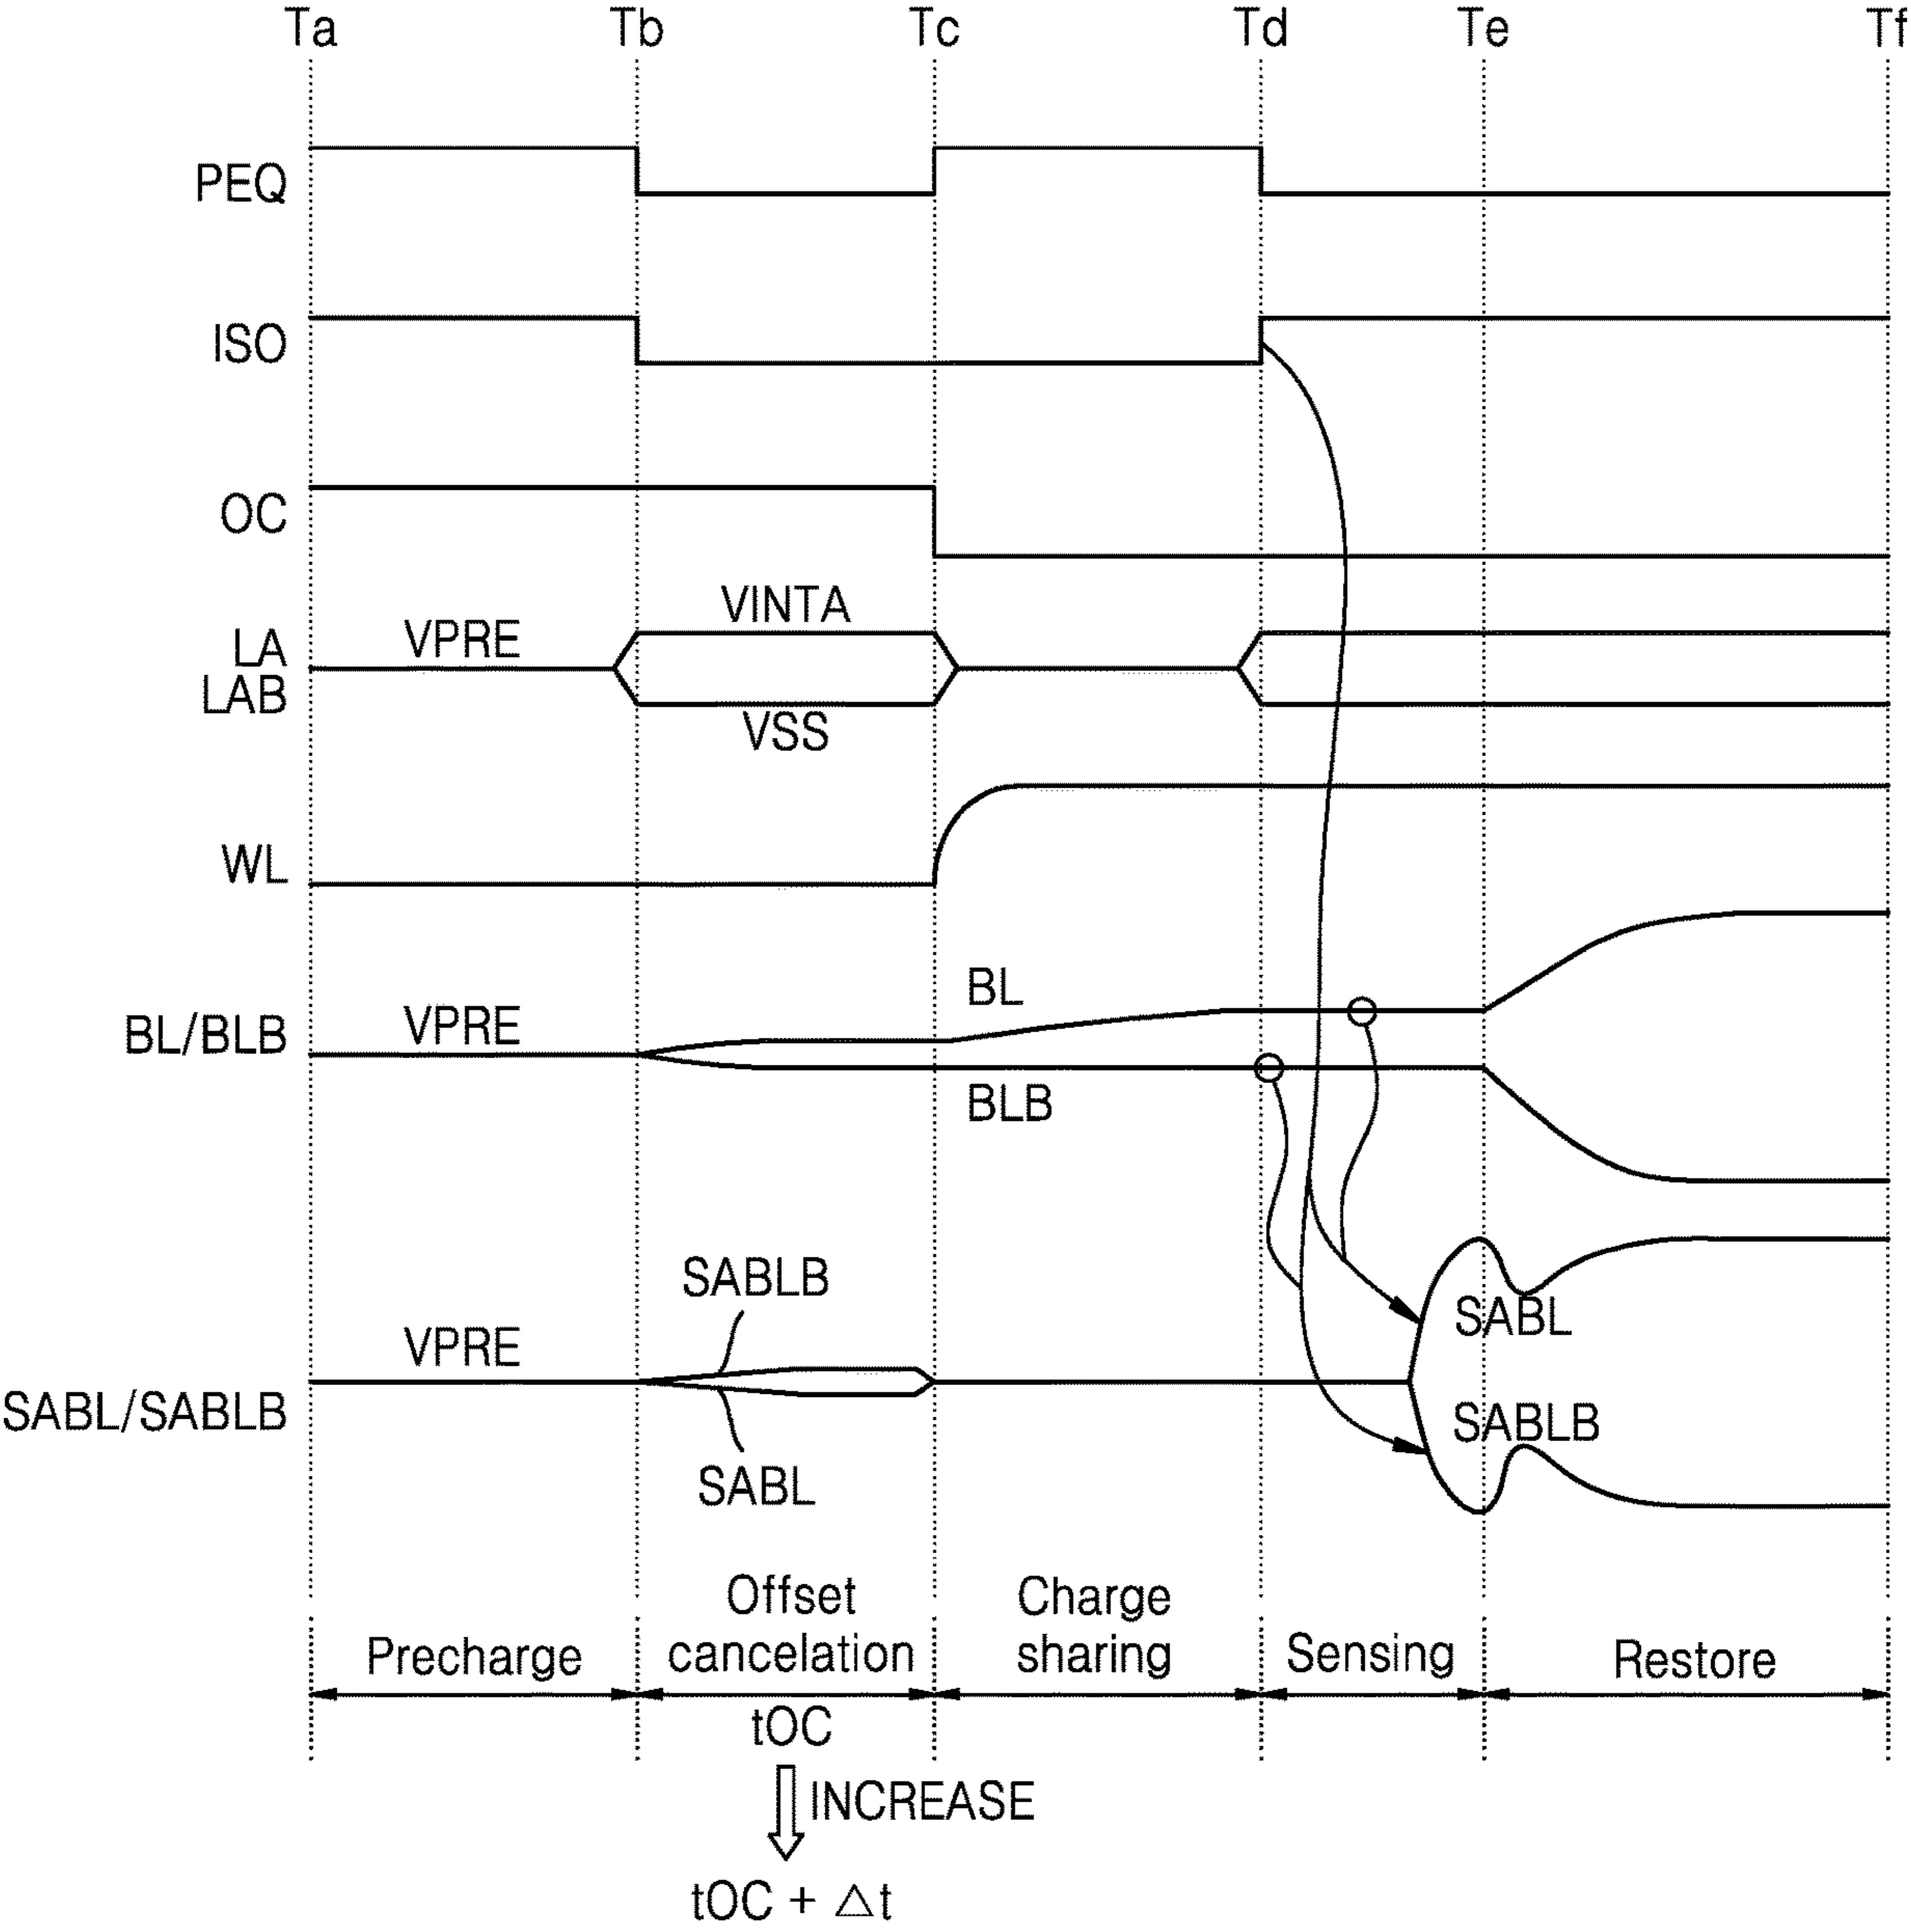 Ta Tb Tc Td Te Tf
PEQ
ISO
OC
VINTA
LA VPRE
LAB
VSS
WL
BL
BL/BLB VPRE
BLB
SABLB
SABL
VPRE
SABL/SABLB
SABLB
SABL
Offset Charge
Precharge cancelation sharing Sensing Restore
tOC
INCREASE
tOC + △t